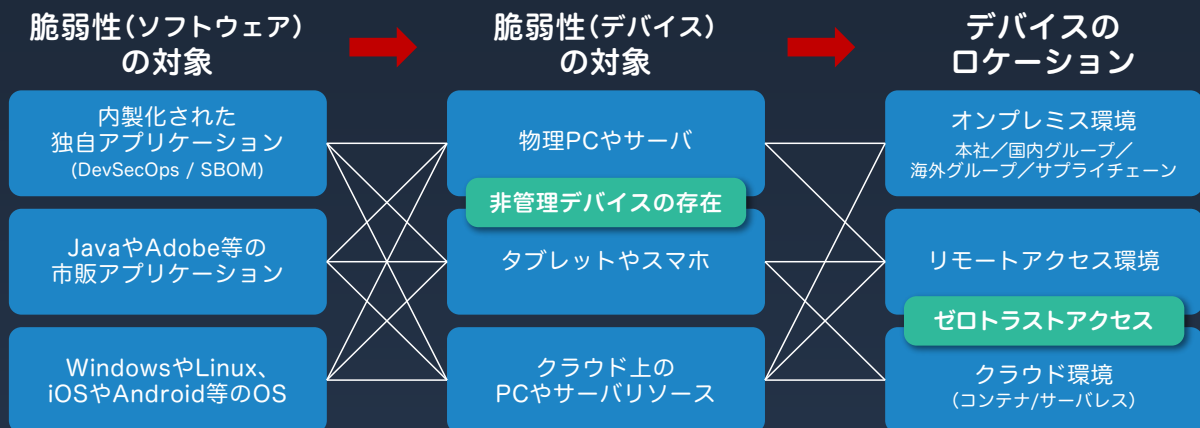 脆弱性(ソフトウェア)
の対象
脆弱性(デバイス)
の対象
デバイスの
ロケーション
内製化された
独自アプリケーション
(DevSecOps / SBOM)
物理PCやサーバ
オンプレミス環境
本社／国内グループ／
海外グループ／サプライチェーン
非管理デバイスの存在
JavaやAdobe等の
市販アプリケーション
タブレットやスマホ
リモートアクセス環境
ゼロトラストアクセス
WindowsやLinux、
iOSやAndroid等のOS
クラウド上の
PCやサーバリソース
クラウド環境
(コンテナ/サーバレス)